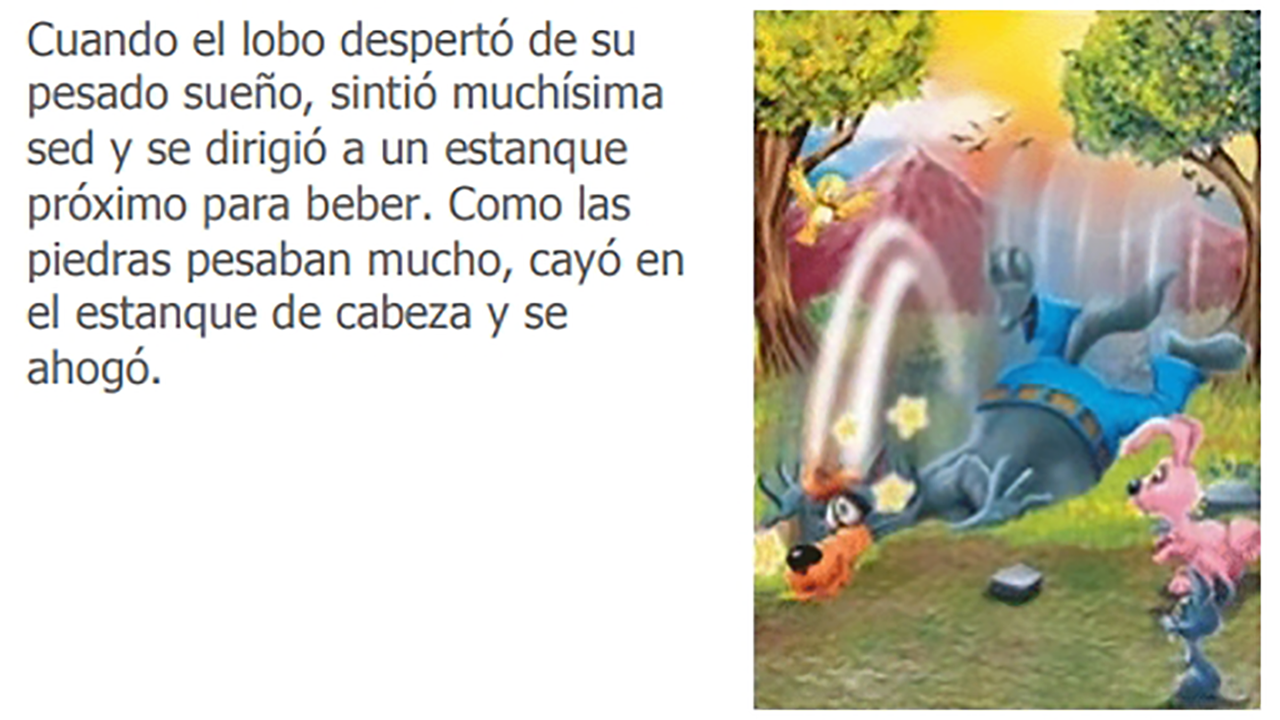 Cuando el lobo despertó de su
pesado sueño, sintió muchísima
sed y se dirigió a un estanque
próximo para beber. Como las
piedras pesaban mucho, cayó en
el estanque de cabeza y se
ahogó.